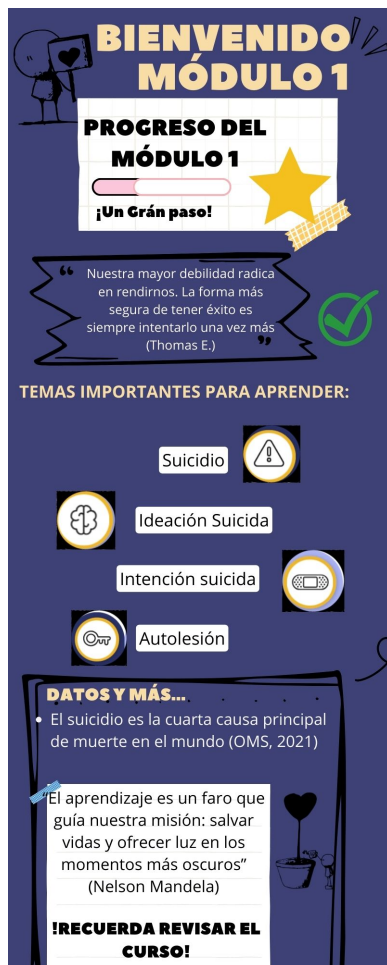 BIENVENIDO
MÓDULO 1
PROGRESO DEL
MÓDULO 1
¡Un Grán paso!
“ Nuestra mayor debilidad radica
en rendirnos. La forma más
segura de tener éxito es
siempre intentarlo una vez más
(Thomas E.) ”
TEMAS IMPORTANTES PARA APRENDER:
Suicidio
Ideación Suicida
Intención suicida
Autolesión
DATOS Y MÁS...
• El suicidio es la cuarta causa principal
de muerte en el mundo (OMS, 2021)
“El aprendizaje es un faro que
guía nuestra misión: salvar
vidas y ofrecer luz en los
momentos más oscuros”
(Nelson Mandela)
!RECUERDA REVISAR EL
CURSO!